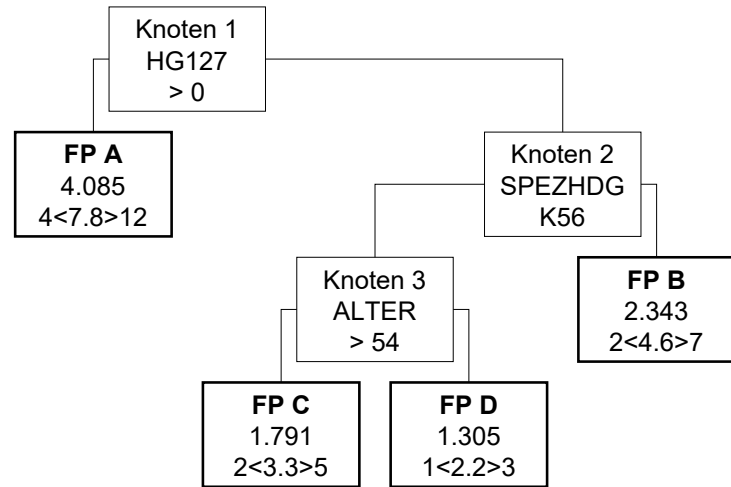 Knoten 1
HG127
> 0
FP A
4.085
4<7.8>12
Knoten 2
SPEZHDG
K56
FP B
2.343
2<4.6>7
Knoten 3
ALTER
> 54
FP C
1.791
2<3.3>5
FP D
1.305
1<2.2>3